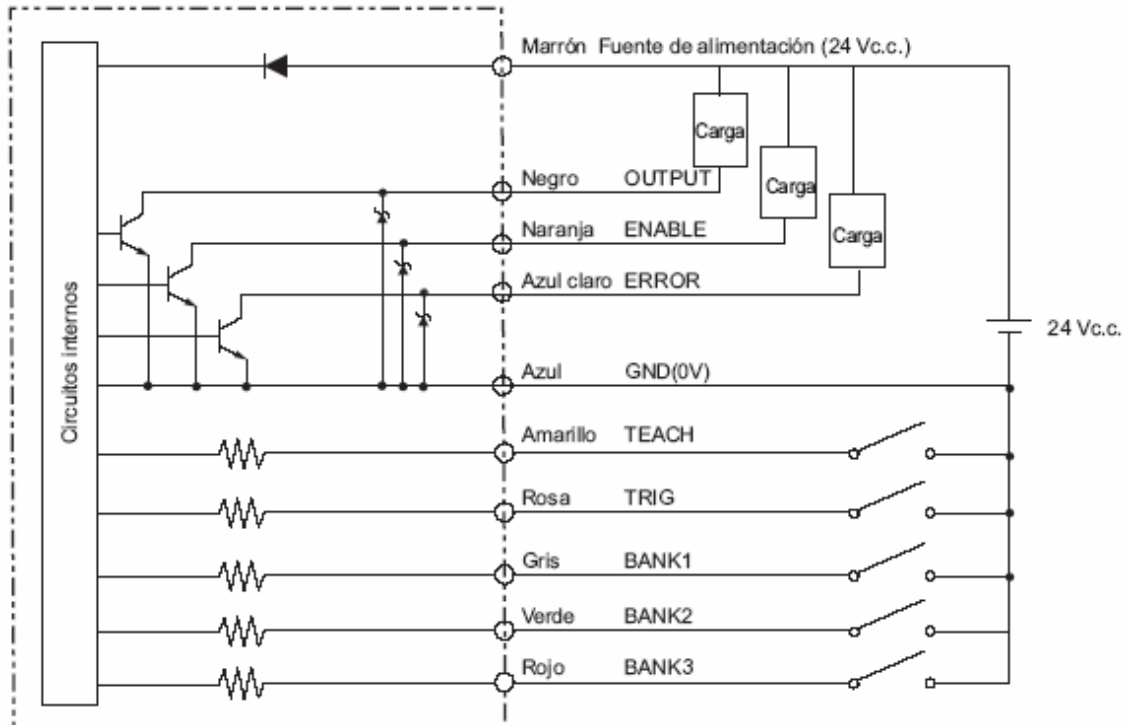 Marrón Fuente de alimentación (24 Vc.c.)
Carga
Negro OUTPUT
Carga
Naranja ENABLE
Carga
Azul claro ERROR
24 Vc.c.
Azul GND(0V)
Circuitos internos
Amarillo TEACH
Rosa TRIG
Gris BANK1
Verde BANK2
Rojo BANK3